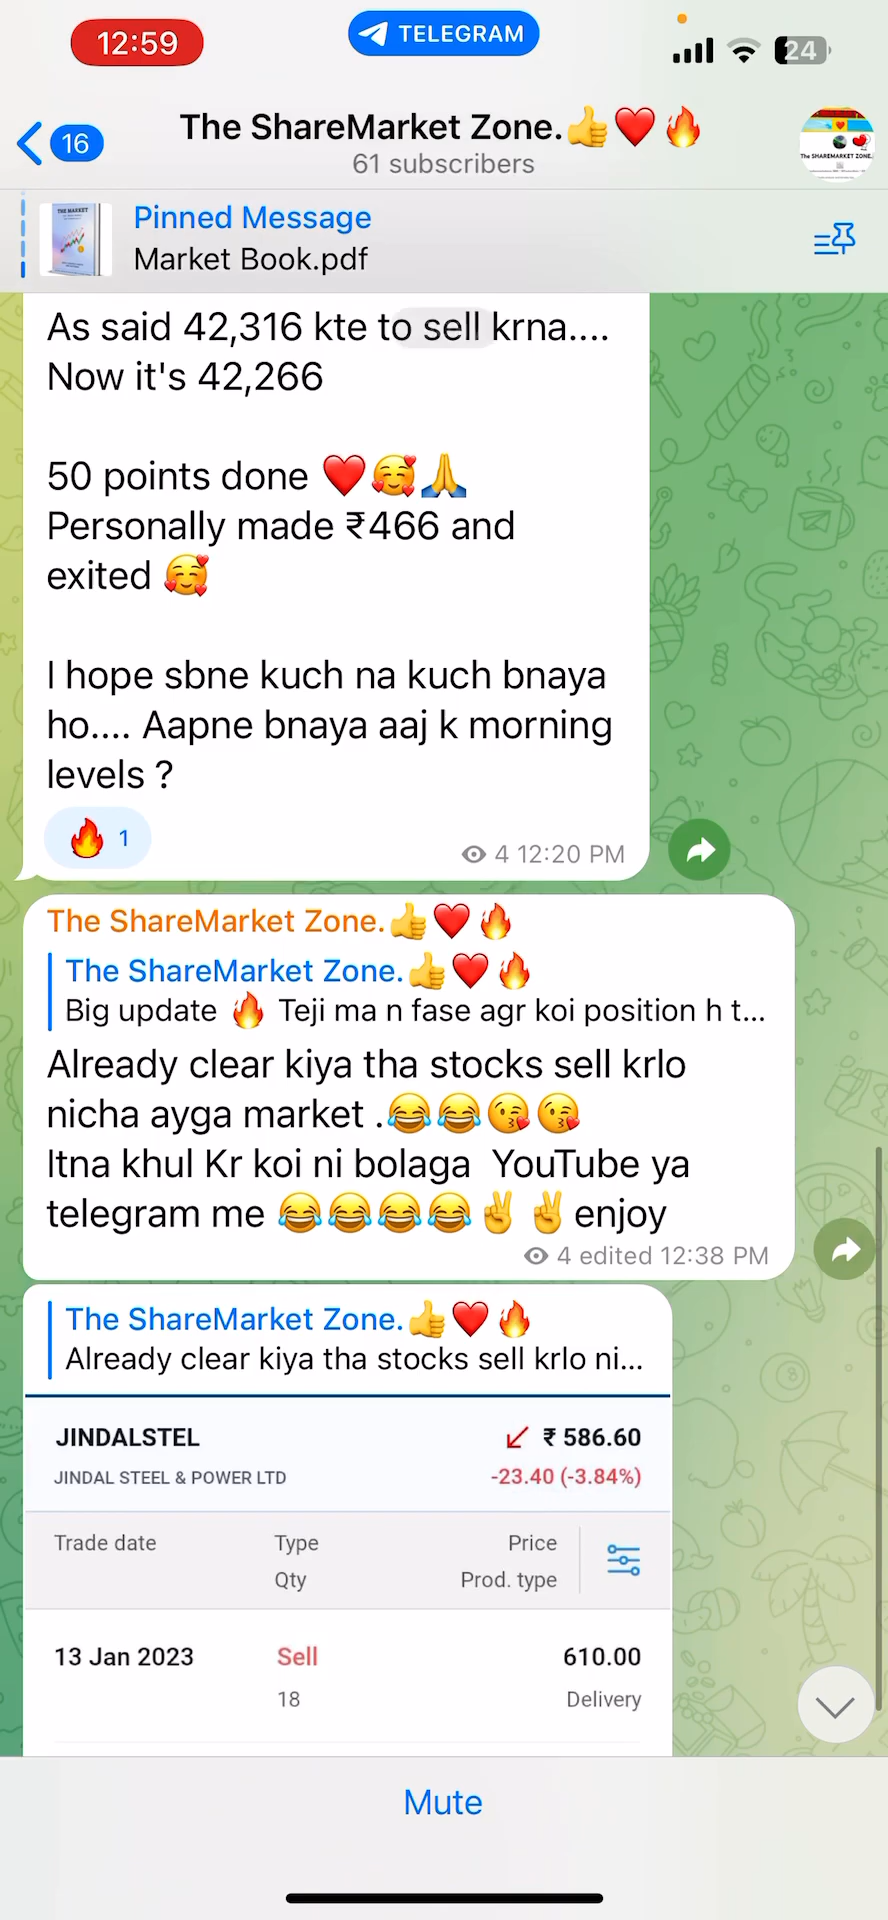 12:59
TELEGRAM
24
16
The ShareMarket Zone.👍❤️🔥
61 subscribers
The SHAREMARKET ZONE.
THE MARKET
Pinned Message
Market Book.pdf
As said 42,316 kte to sell krna....
Now it's 42,266
50 points done ❤️🥰🙏
Personally made ₹466 and
exited 🥰
I hope sbne kuch na kuch bnaya
ho.... Aapne bnaya aaj k morning
levels ?
🔥 1
4 12:20 PM
The ShareMarket Zone.👍❤️🔥
The ShareMarket Zone.👍❤️🔥
Big update 🔥 Teji ma n fase agr koi position h t...
Already clear kiya tha stocks sell krlo
nicha ayga market .😂😂😘😘
Itna khul Kr koi ni bolaga YouTube ya
telegram me 😂😂😂😂✌️✌️ enjoy
4 edited 12:38 PM
The ShareMarket Zone.👍❤️🔥
Already clear kiya tha stocks sell krlo ni...
JINDALSTEL
₹ 586.60
JINDAL STEEL & POWER LTD
-23.40 (-3.84%)
Trade date Type Price
Qty Prod. type
13 Jan 2023 Sell 610.00
18 Delivery
Mute